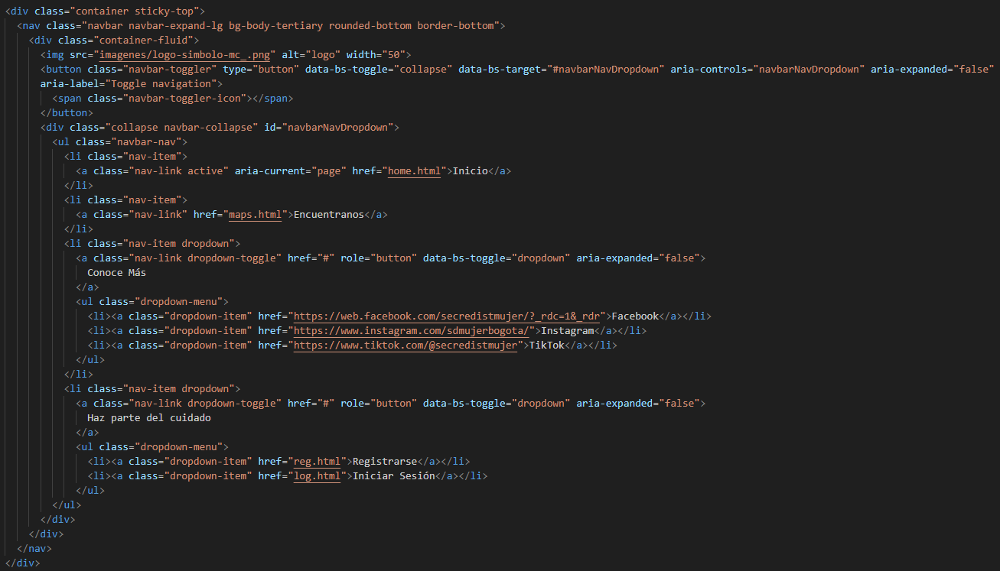 <div class="container sticky-top">
<nav class="navbar navbar-expand-lg bg-body-tertiary rounded-bottom border-bottom">
<div class="container-fluid">
<img src="imagenes/logo-simbolo-mc_.png" alt="logo" width="50">
<button class="navbar-toggler" type="button" data-bs-toggle="collapse" data-bs-target="#navbarNavDropdown" aria-controls="navbarNavDropdown" aria-expanded="false"
aria-label="Toggle navigation">
<span class="navbar-toggler-icon"></span>
</button>
<div class="collapse navbar-collapse" id="navbarNavDropdown">
<ul class="navbar-nav">
<li class="nav-item">
<a class="nav-link active" aria-current="page" href="home.html">Inicio</a>
</li>
<li class="nav-item">
<a class="nav-link" href="maps.html">Encuentranos</a>
</li>
<li class="nav-item dropdown">
<a class="nav-link dropdown-toggle" href="#" role="button" data-bs-toggle="dropdown" aria-expanded="false">
Conoce Más
</a>
<ul class="dropdown-menu">
<li><a class="dropdown-item" href="https://web.facebook.com/secredistmujer/?_rdc=1&_rdr">Facebook</a></li>
<li><a class="dropdown-item" href="https://www.instagram.com/sdmujerbogota/">Instagram</a></li>
<li><a class="dropdown-item" href="https://www.tiktok.com/@secredistmujer">TikTok</a></li>
</ul>
</li>
<li class="nav-item dropdown">
<a class="nav-link dropdown-toggle" href="#" role="button" data-bs-toggle="dropdown" aria-expanded="false">
Haz parte del cuidado
</a>
<ul class="dropdown-menu">
<li><a class="dropdown-item" href="reg.html">Registrarse</a></li>
<li><a class="dropdown-item" href="log.html">Iniciar Sesión</a></li>
</ul>
</ul>
</div>
</div>
</nav>
</div>